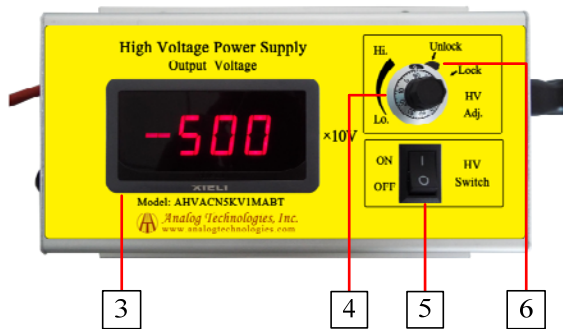 High Voltage Power Supply
Output Voltage
-500
×10V
XIELI
Model: AHVACN5KV1MABT
Analog Technologies, Inc.
www.analogtechnologies.com
Hi.
Unlock
Lock
HV
Adj.
Lo.
ON
OFF
HV
Switch
3
4
5
6